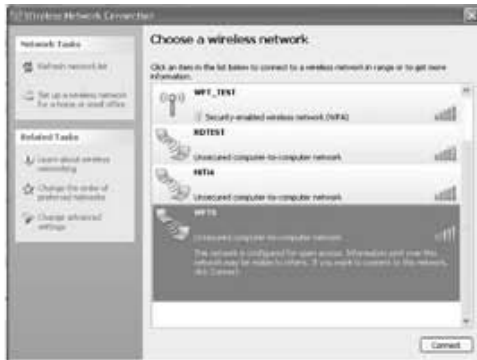 Wireless Network Connection
Choose a wireless network
Network Tasks
Refresh network list
Set up a wireless network
for a home or small office
Related Tasks
Learn about wireless
networking
Change the order of
preferred networks
Change advanced
settings
Click an item in the list below to connect to a wireless network in range or to get more
information.
WPT_TEST
Security-enabled wireless network (WPA)
Unsecured computer-to-computer network
Unsecured computer-to-computer network
Unsecured computer-to-computer network
This network is configured for open access. Information sent over this
network may be visible to others. If you want to connect to this network,
click Connect.
Connect